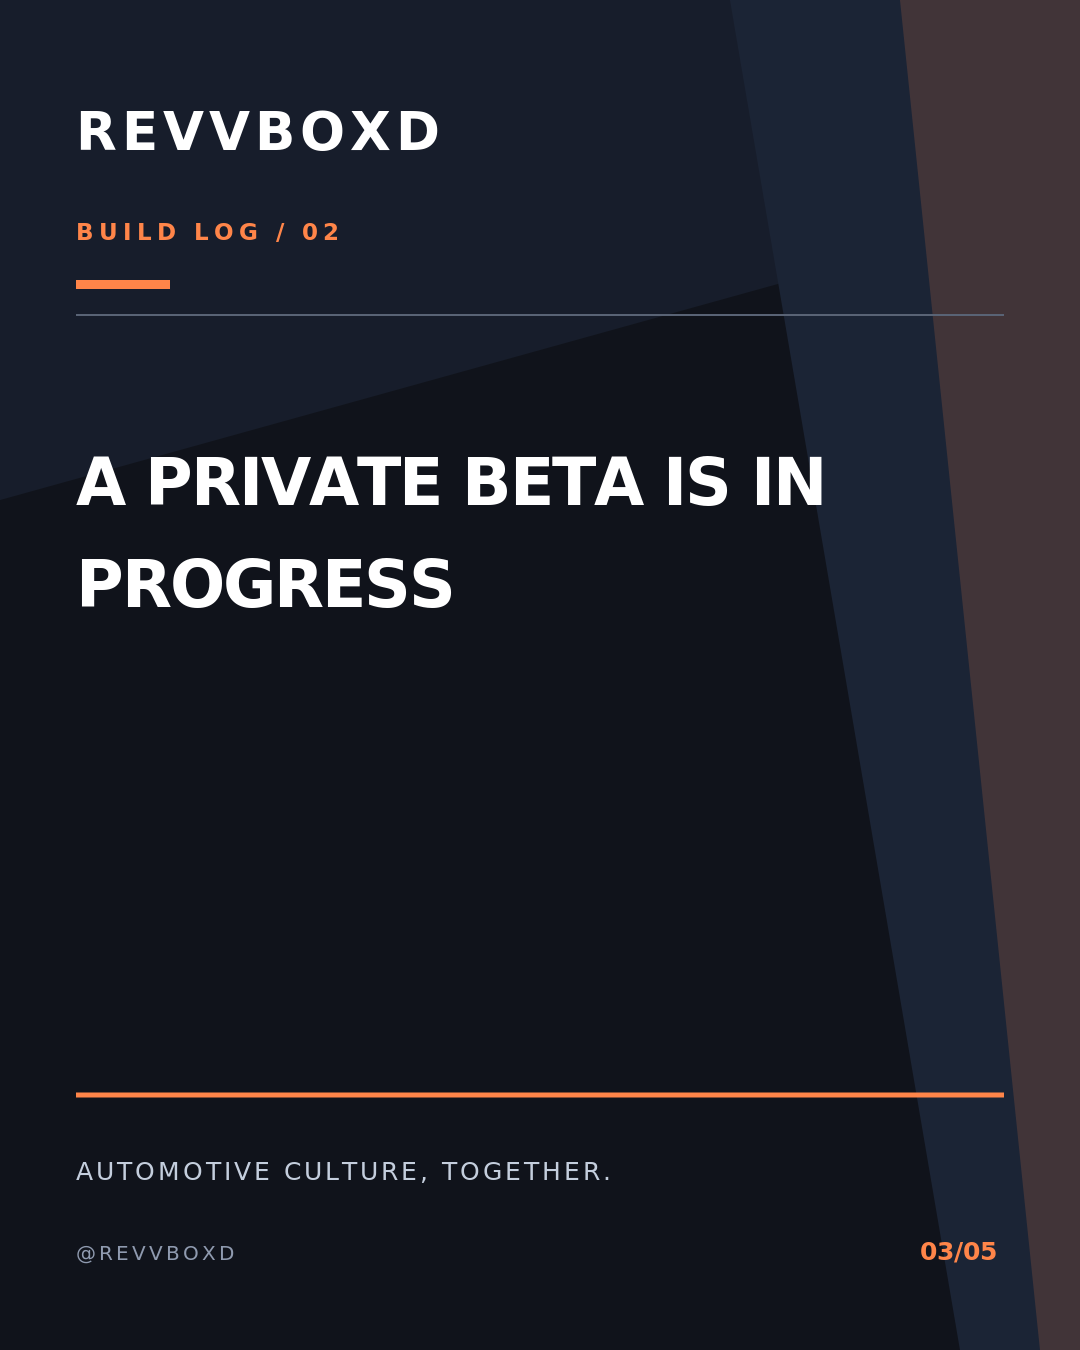 REVVBOXD
BUILD LOG / 02
A PRIVATE BETA IS IN
PROGRESS
AUTOMOTIVE CULTURE, TOGETHER.
@REVVBOXD
03/05